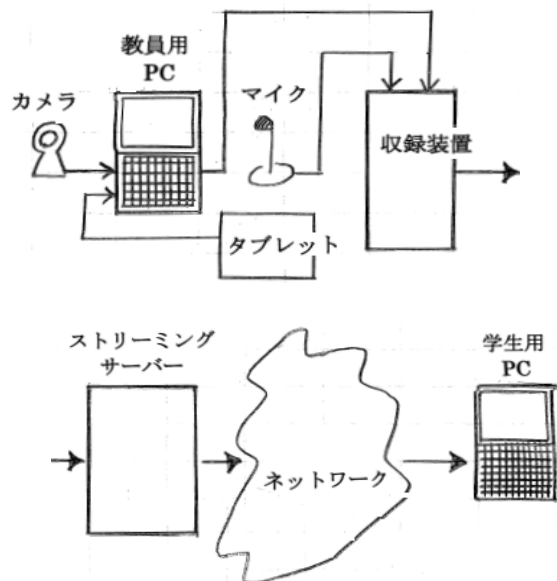 教員用
PC
カメラ
マイク
収録装置
タブレット
ストリーミング
サーバー
学生用
PC
ネットワーク